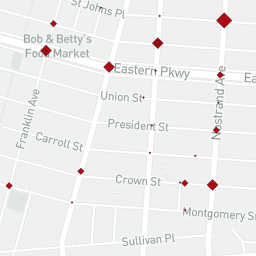 St Johns Pl
Bob & Betty's
Food Market
Eastern Pkwy
Ea
Union St
Nostrand Ave
Franklin Ave
President St
Carroll St
Crown St
Montgomery S
Sullivan Pl